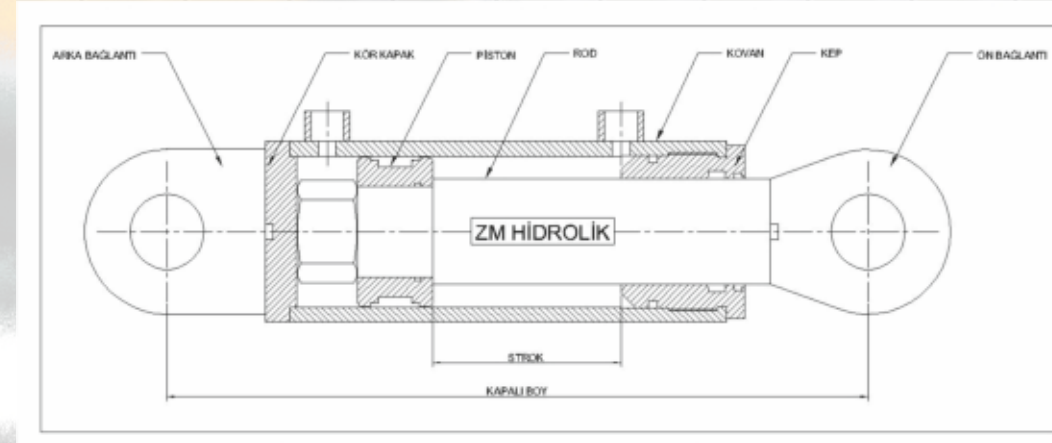 ARKA BAĞLANTI
KÖR KAPAK
PİSTON
ROD
KOVAN
KEP
ÖN BAĞLANTI
ZM HİDROLİK
STROK
KAPALI BOY